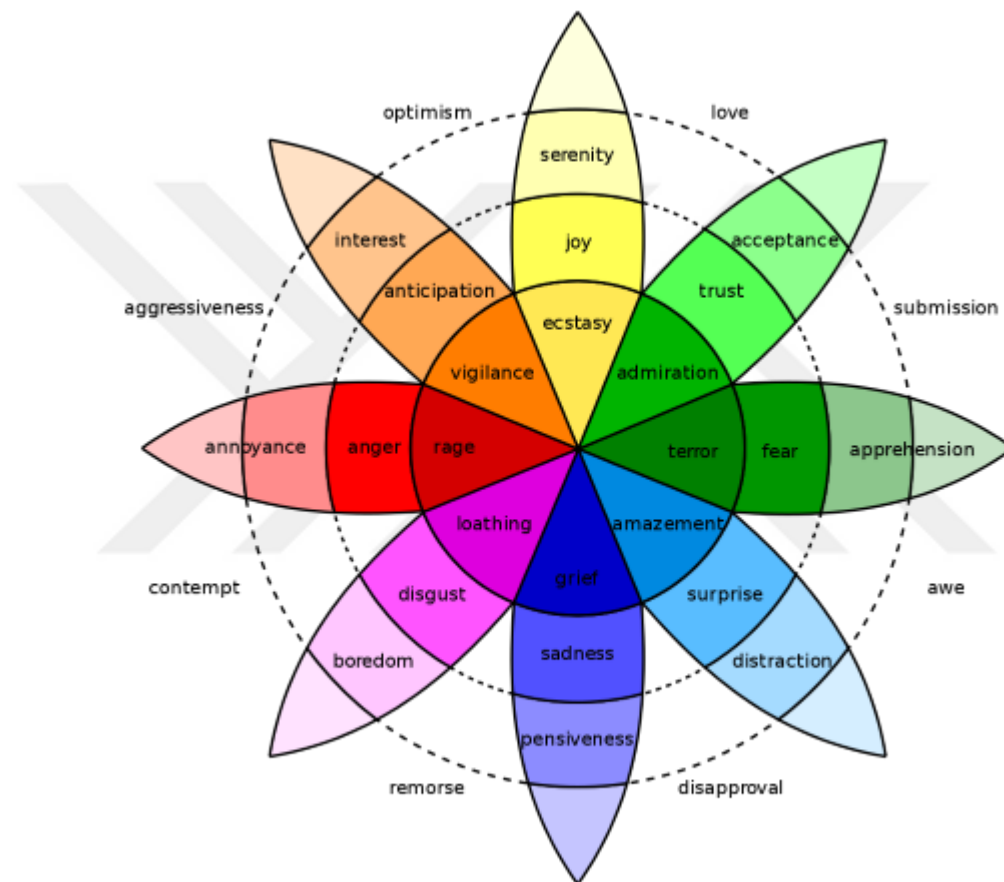 optimism
love
serenity
interest
joy
acceptance
anticipation
trust
aggressiveness
submission
ecstasy
vigilance
admiration
annoyance
anger
rage
terror
fear
apprehension
loathing
amazement
grief
contempt
disgust
surprise
awe
boredom
sadness
distraction
pensiveness
remorse
disapproval